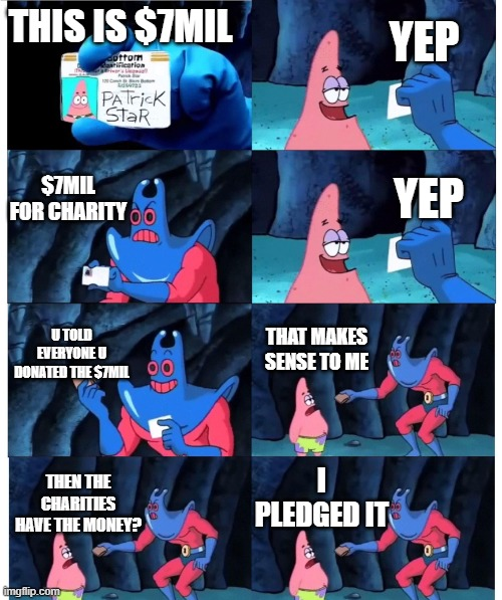 THIS IS $7MIL
YEP
PATricK
STaR
$7MIL
FOR CHARITY
YEP
U TOLD
EVERYONE U
DONATED THE $7MIL
THAT MAKES
SENSE TO ME
THEN THE
CHARITIES
HAVE THE MONEY?
I
PLEDGED IT
imgflip.com